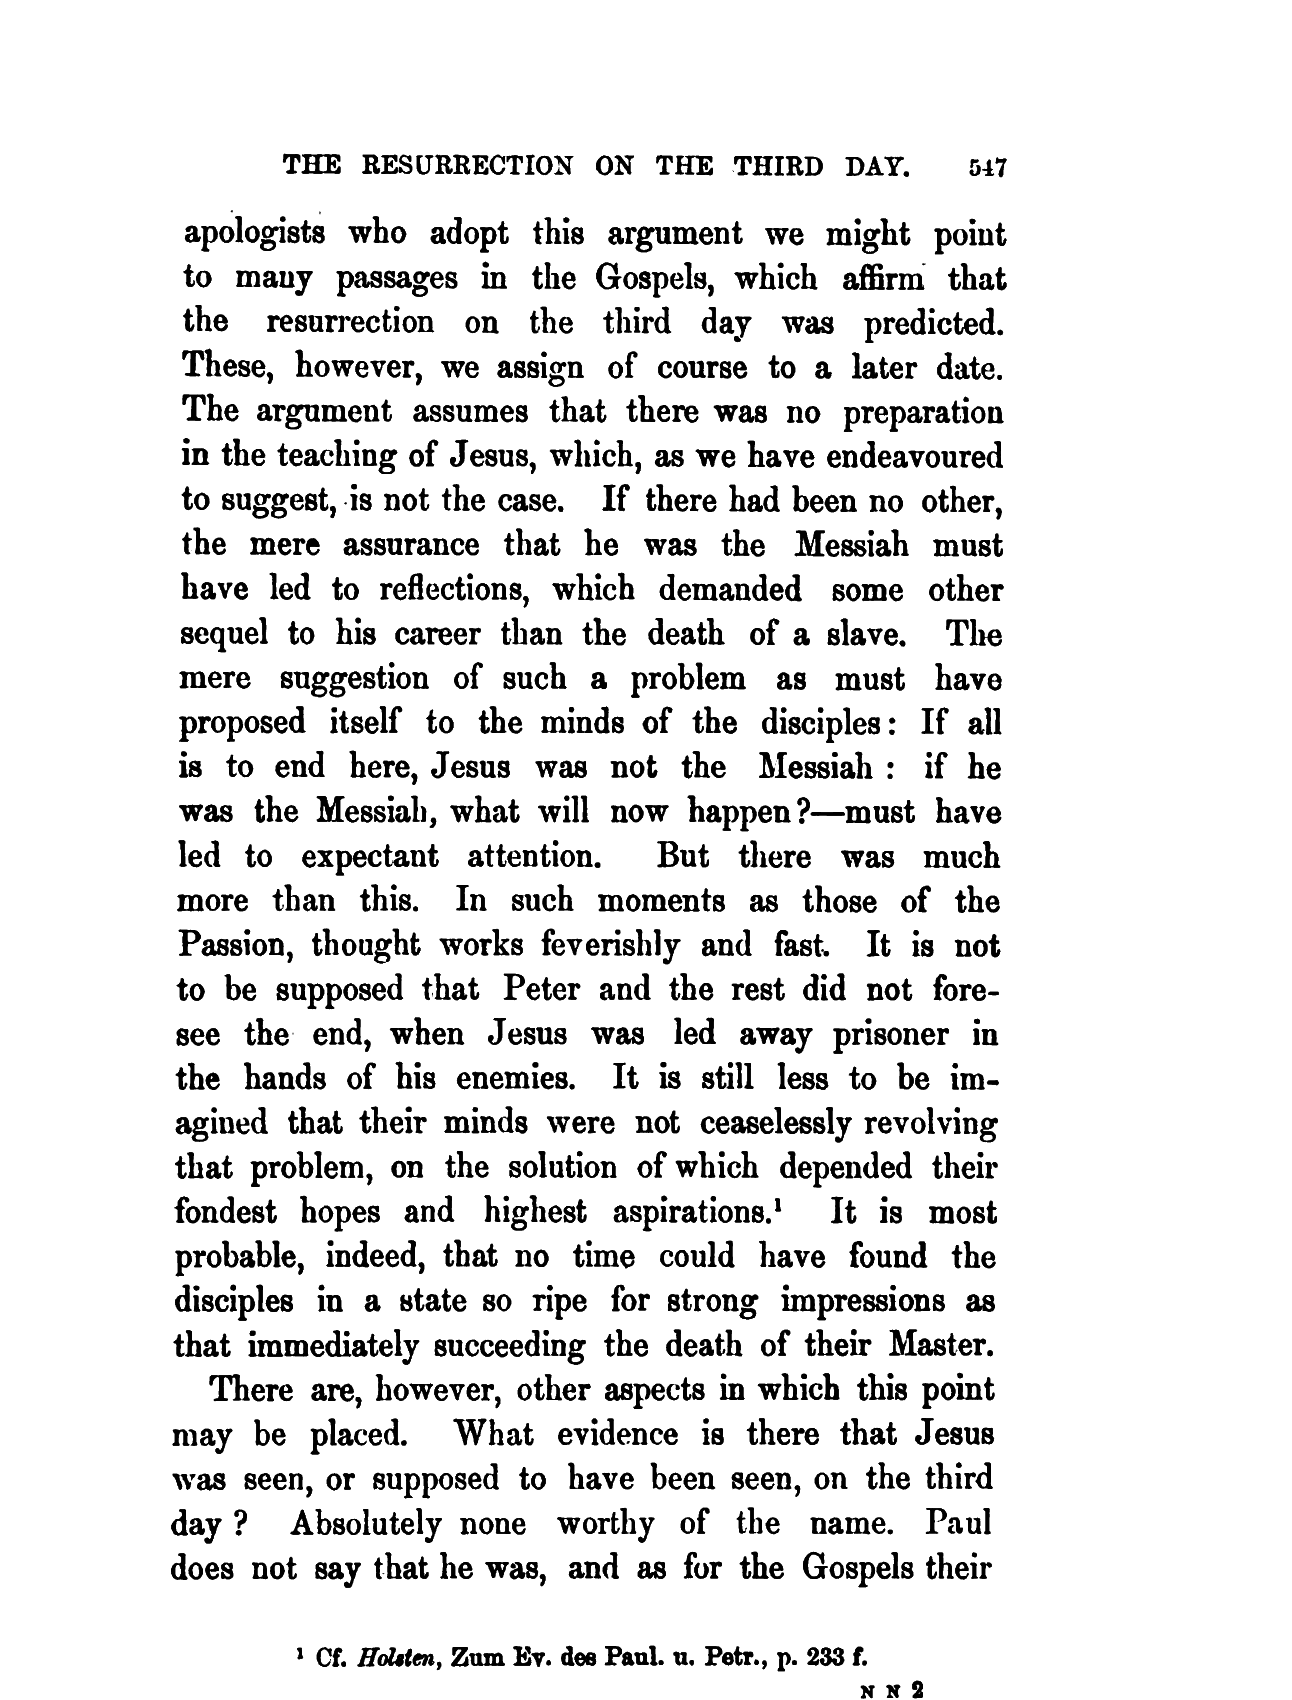 THE RESURRECTION ON THE THIRD DAY. 547
apologists who adopt this argument we might point
to many passages in the Gospels, which affirm that
the resurrection on the third day was predicted.
These, however, we assign of course to a later date.
The argument assumes that there was no preparation
in the teaching of Jesus, which, as we have endeavoured
to suggest, is not the case. If there had been no other,
the mere assurance that he was the Messiah must
have led to reflections, which demanded some other
sequel to his career than the death of a slave. The
mere suggestion of such a problem as must have
proposed itself to the minds of the disciples: If all
is to end here, Jesus was not the Messiah : if he
was the Messiah, what will now happen?—must have
led to expectant attention. But there was much
more than this. In such moments as those of the
Passion, thought works feverishly and fast. It is not
to be supposed that Peter and the rest did not fore-
see the end, when Jesus was led away prisoner in
the hands of his enemies. It is still less to be im-
agined that their minds were not ceaselessly revolving
that problem, on the solution of which depended their
fondest hopes and highest aspirations.¹ It is most
probable, indeed, that no time could have found the
disciples in a state so ripe for strong impressions as
that immediately succeeding the death of their Master.
There are, however, other aspects in which this point
may be placed. What evidence is there that Jesus
was seen, or supposed to have been seen, on the third
day ? Absolutely none worthy of the name. Paul
does not say that he was, and as for the Gospels their
¹ Cf. Holsten, Zum Ev. des Paul. u. Petr., p. 233 f.
N N 2